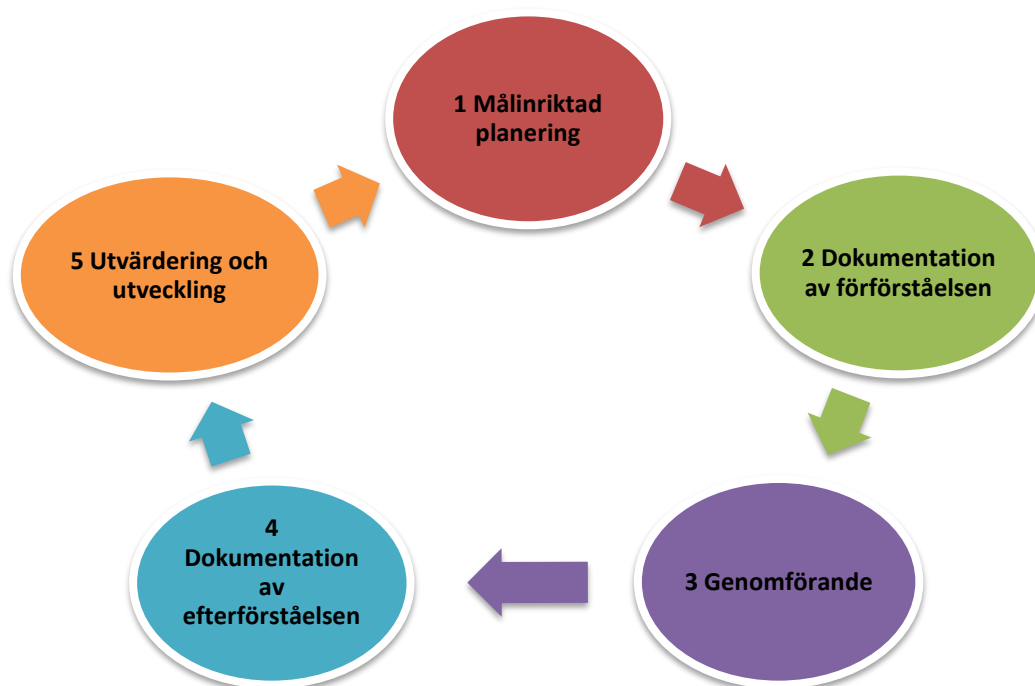 1 Målinriktad
planering
2 Dokumentation
av förförståelsen
3 Genomförande
4
Dokumentation
av
efterförståelsen
5 Utvärdering och
utveckling